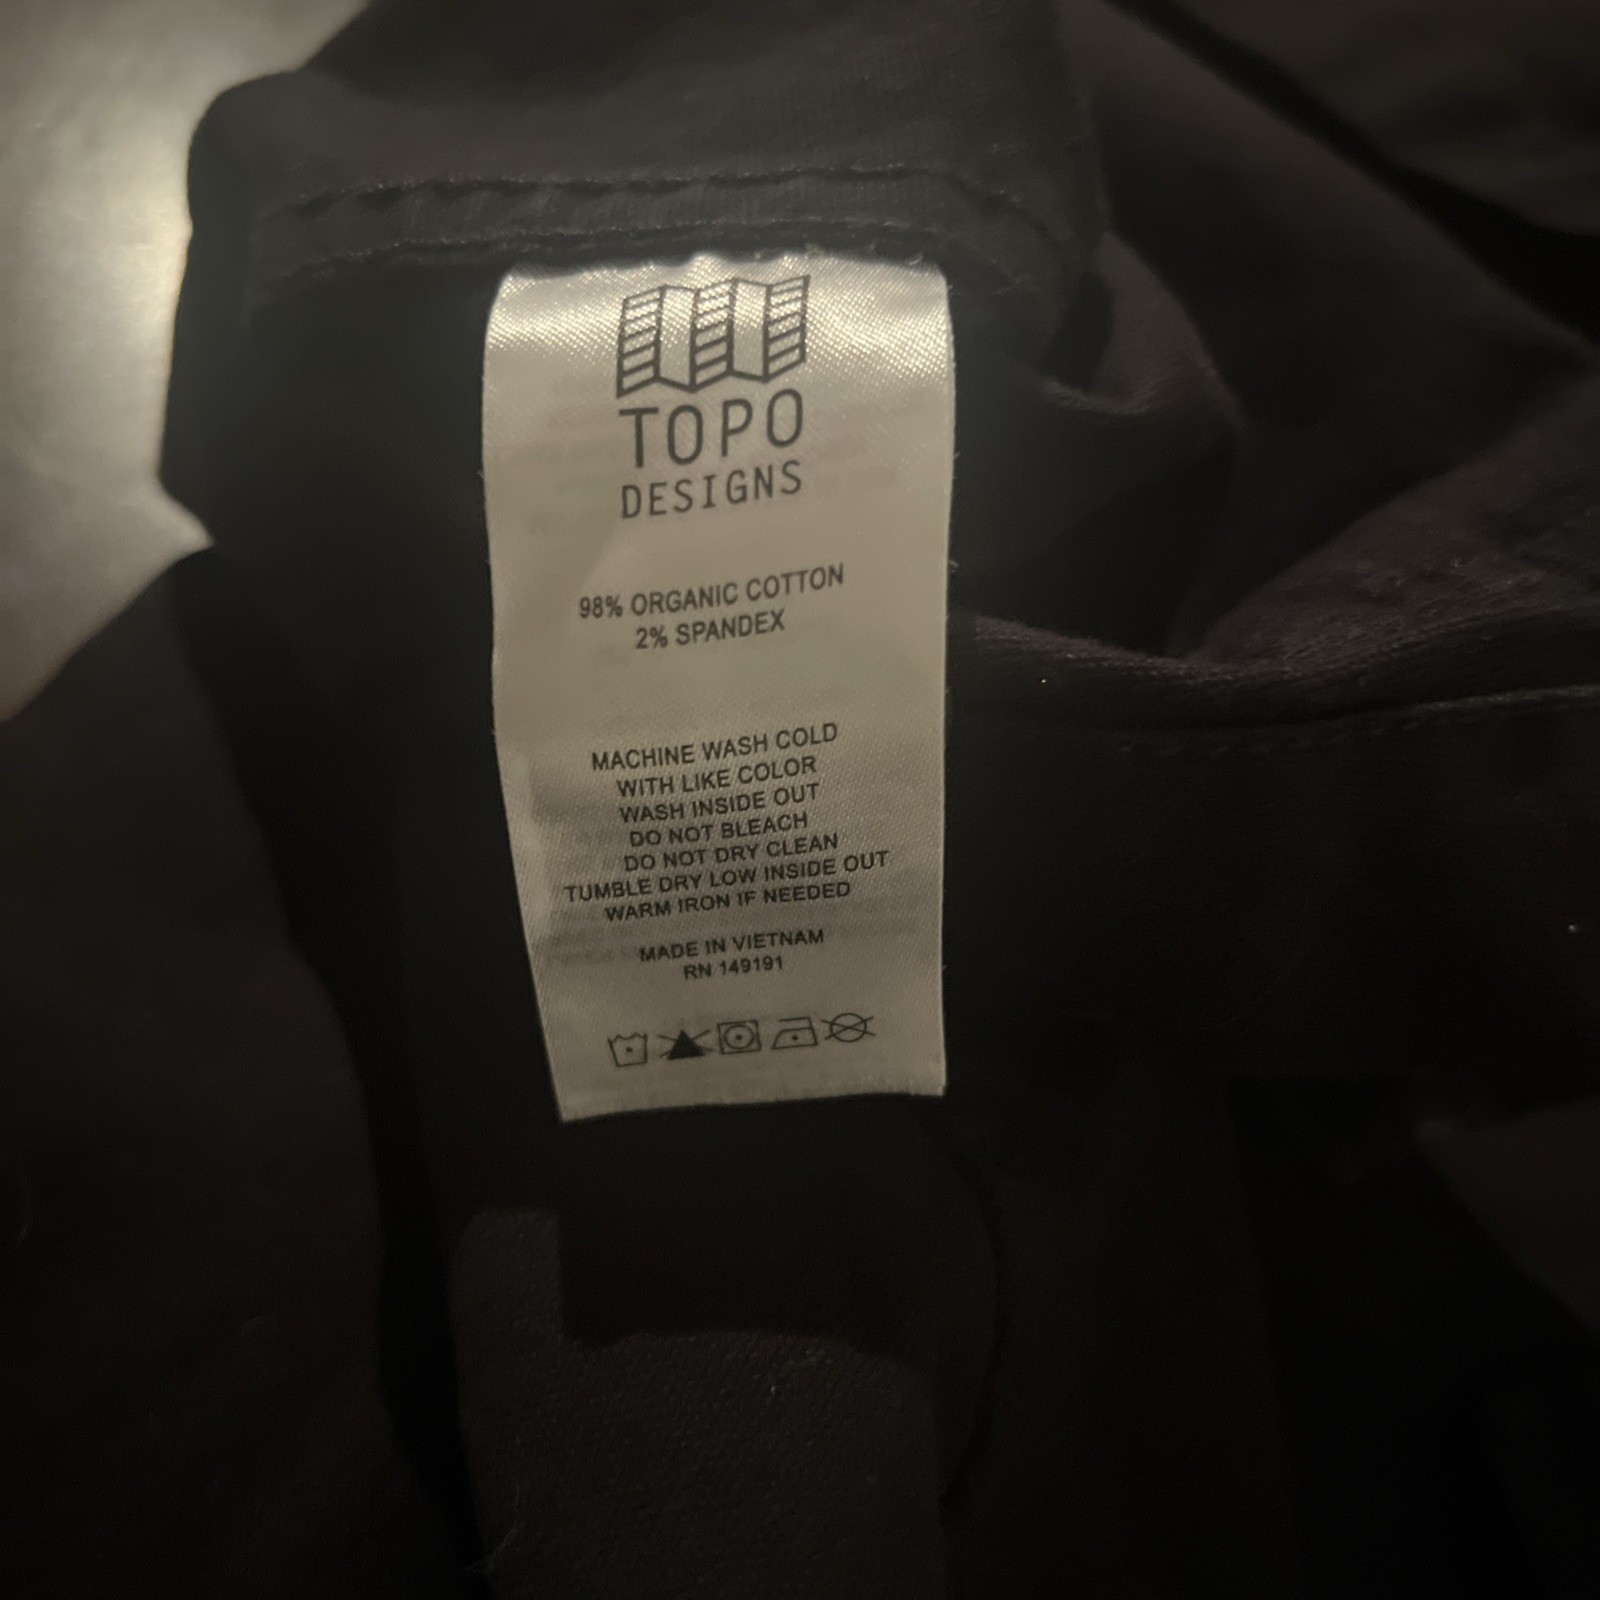 TOPO
DESIGNS
98% ORGANIC COTTON
2% SPANDEX
MACHINE WASH COLD
WITH LIKE COLOR
WASH INSIDE OUT
DO NOT BLEACH
DO NOT DRY CLEAN
TUMBLE DRY LOW INSIDE OUT
WARM IRON IF NEEDED
MADE IN VIETNAM
RN 149191